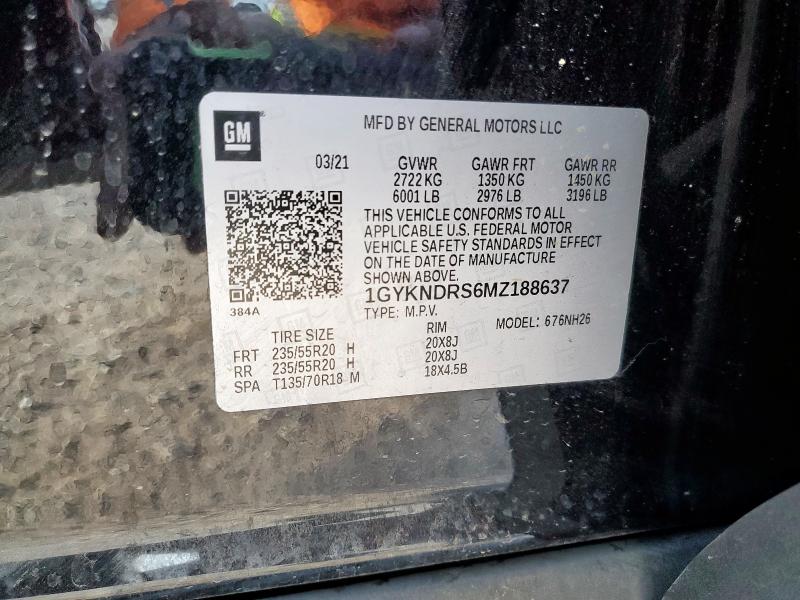 GM
MFD BY GENERAL MOTORS LLC
03/21 GVWR GAWR FRT GAWR RR
2722 KG 1350 KG 1450 KG
6001 LB 2976 LB 3196 LB
THIS VEHICLE CONFORMS TO ALL
APPLICABLE U.S. FEDERAL MOTOR
VEHICLE SAFETY STANDARDS IN EFFECT
ON THE DATE OF MANUFACTURE
SHOWN ABOVE.
1GYKNDRS6MZ188637
384A
TYPE: M.P.V. MODEL: 676NH26
TIRE SIZE RIM
FRT 235/55R20 H 20X8J
RR 235/55R20 H 20X8J
SPA T135/70R18 M 18X4.5B